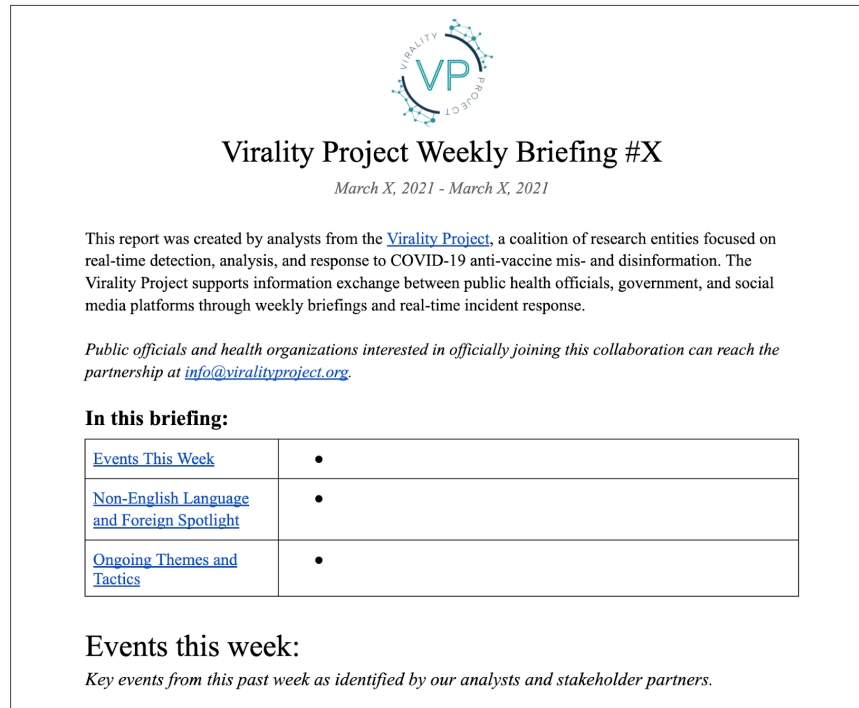 VIRALITY
VP
PROJECT
Virality Project Weekly Briefing #X
March X, 2021 - March X, 2021
This report was created by analysts from the Virality Project, a coalition of research entities focused on
real-time detection, analysis, and response to COVID-19 anti-vaccine mis- and disinformation. The
Virality Project supports information exchange between public health officials, government, and social
media platforms through weekly briefings and real-time incident response.
Public officials and health organizations interested in officially joining this collaboration can reach the
partnership at info@viralityproject.org.
In this briefing:
Events This Week
●
Non-English Language
and Foreign Spotlight
●
Ongoing Themes and
Tactics
●
Events this week:
Key events from this past week as identified by our analysts and stakeholder partners.